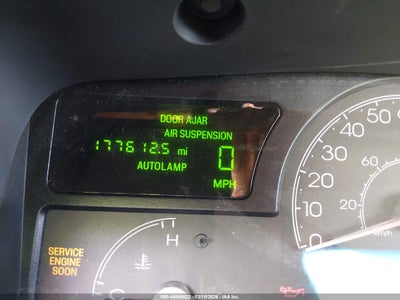 DOOR AJAR
AIR SUSPENSION
177612.5 mi
0
AUTOLAMP
MPH
H
SERVICE
ENGINE
SOON
50
40
30
20
10
0
60
20
km/h